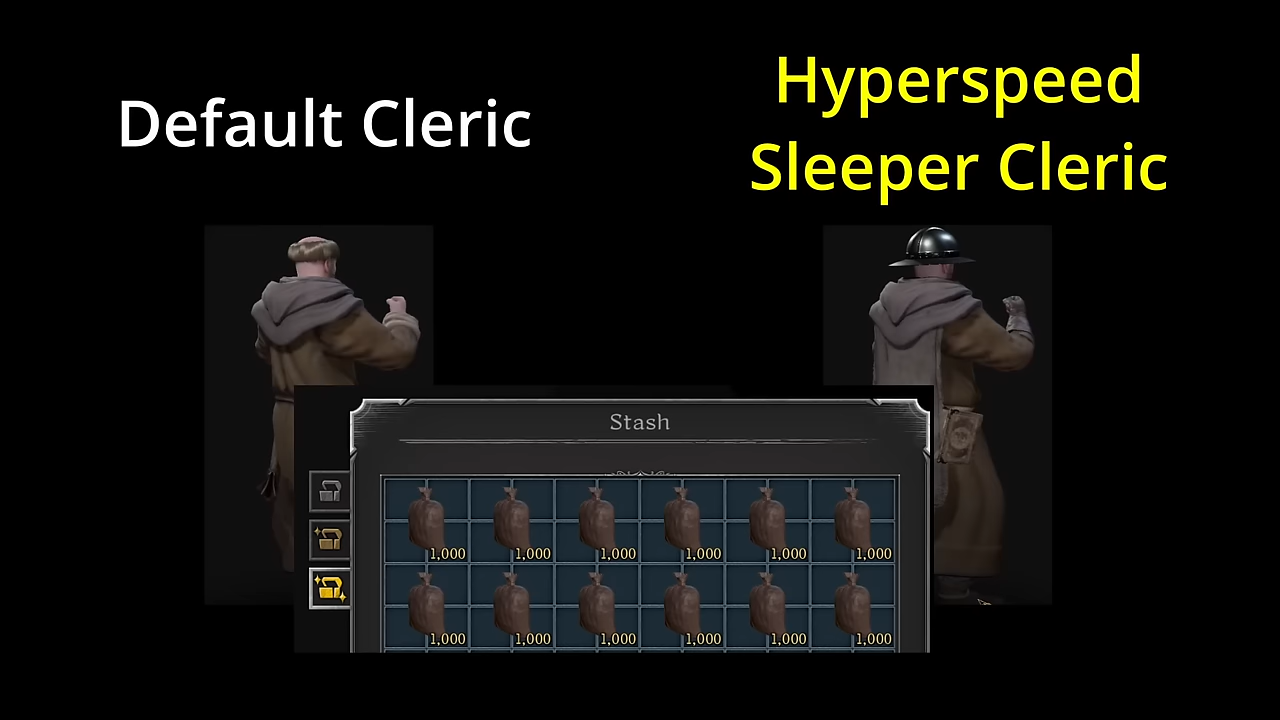 Default Cleric
Hyperspeed
Sleeper Cleric
Stash
1,000 1,000 1,000 1,000 1,000 1,000
1,000 1,000 1,000 1,000 1,000 1,000